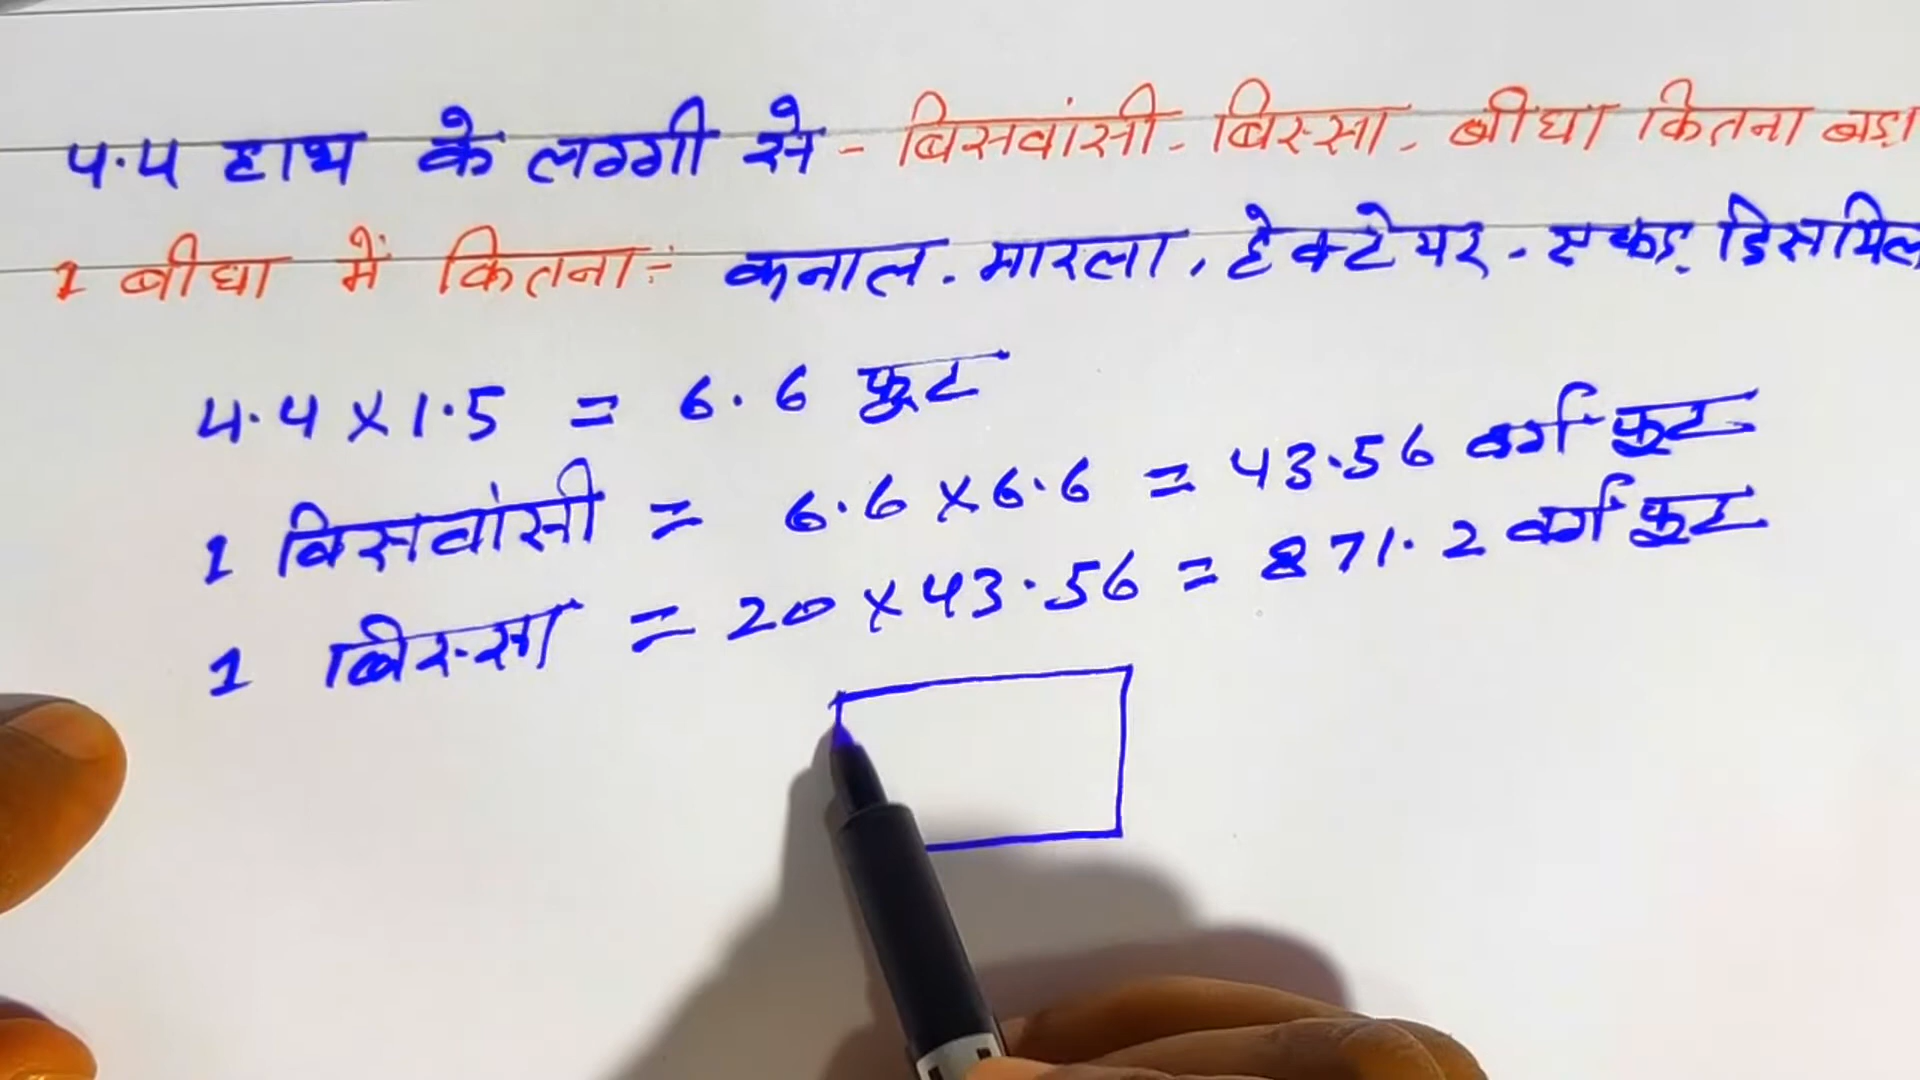 4.4 हाथ के लग्गी से - बिसवांसी - बिस्सा - बीघा कितना बड़ा
1 बीघा में कितना :- कनाल . मारला , हेक्टेयर - एकड़ . डिसमिल
4.4 x 1.5 = 6.6 फूट
1 बिसवांसी = 6.6 x 6.6 = 43.56 वर्ग फूट
1 बिस्सा = 20 x 43.56 = 871.2 वर्ग फूट